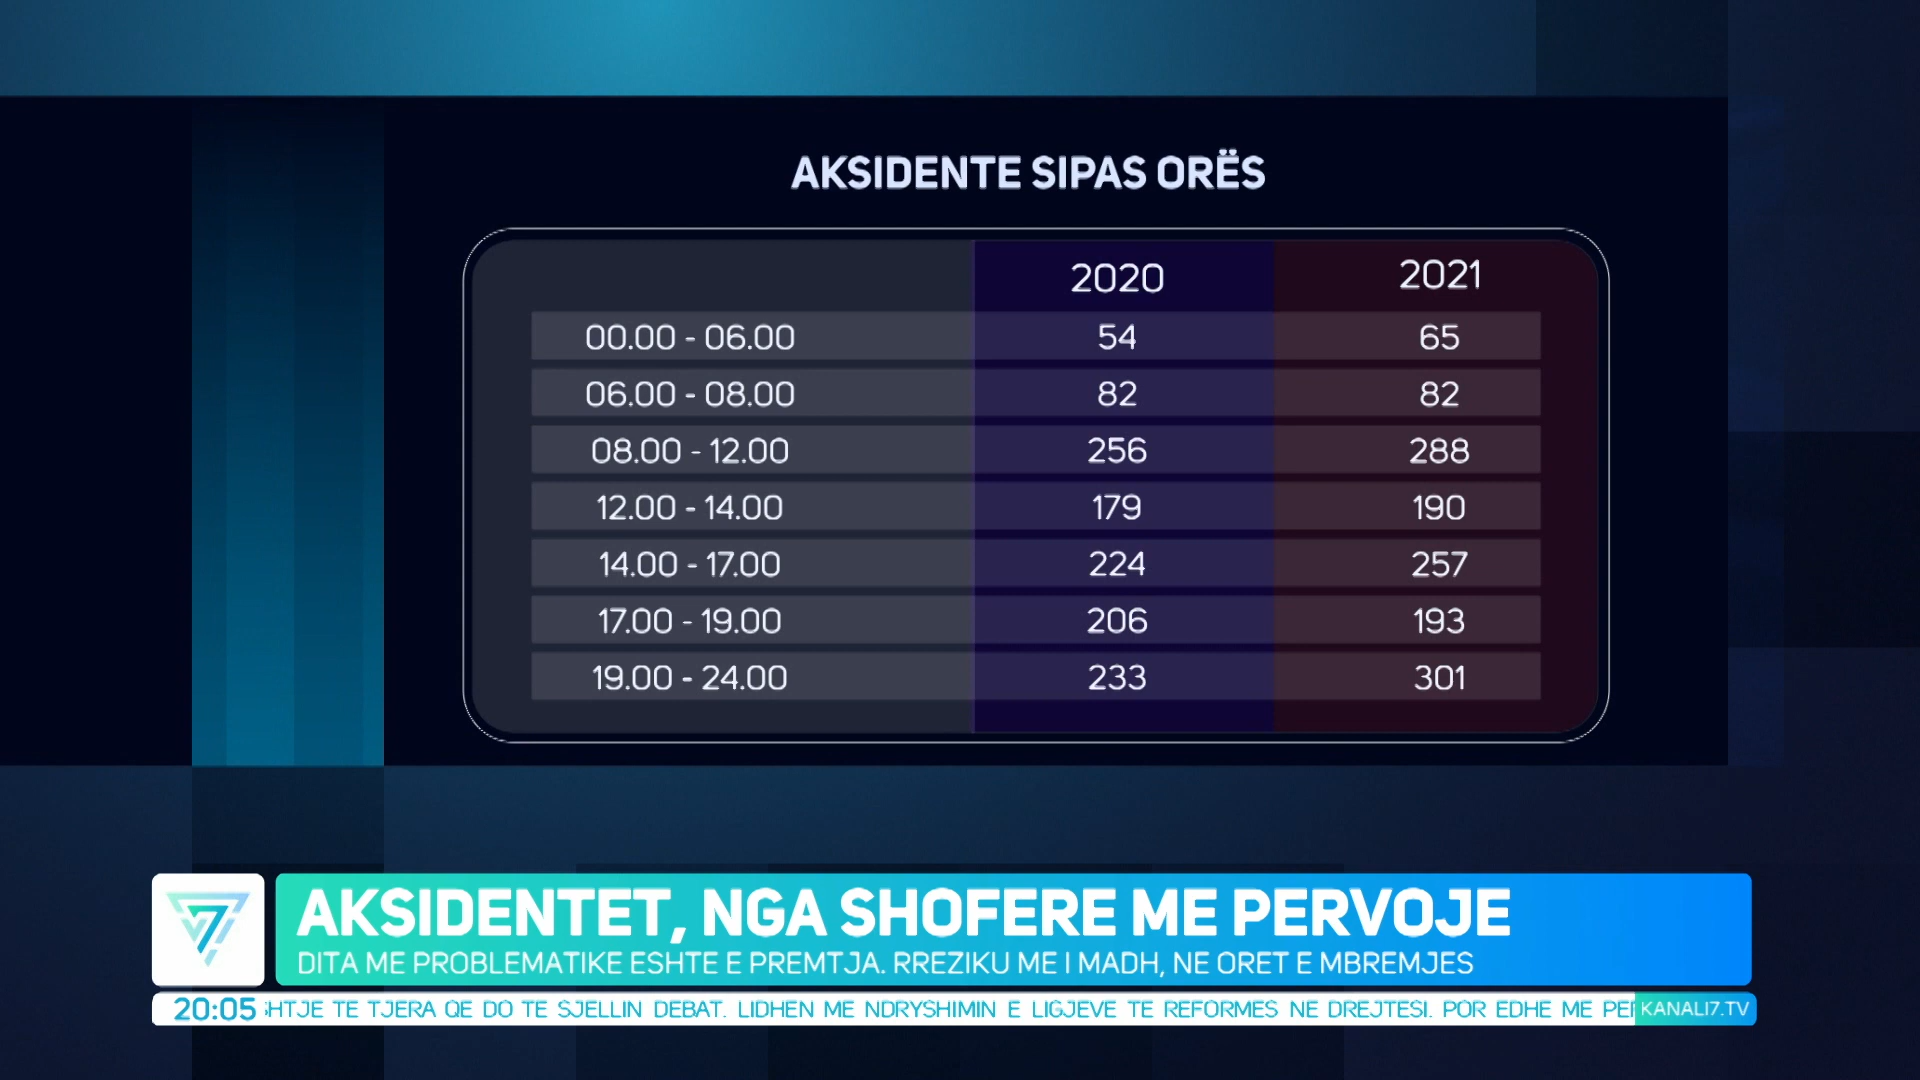 AKSIDENTE SIPAS ORËS
2020 2021
00.00 - 06.00 54 65
06.00 - 08.00 82 82
08.00 - 12.00 256 288
12.00 - 14.00 179 190
14.00 - 17.00 224 257
17.00 - 19.00 206 193
19.00 - 24.00 233 301
AKSIDENTET, NGA SHOFERE ME PERVOJE
DITA ME PROBLEMATIKE ESHTE E PREMTJA. RREZIKU ME I MADH, NE ORET E MBREMJES
20:05 HTJE TE TJERA QE DO TE SJELLIN DEBAT. LIDHEN ME NDRYSHIMIN E LIGJEVE TE REFORMES NE DREJTESI. POR EDHE ME PE KANALI7.TV